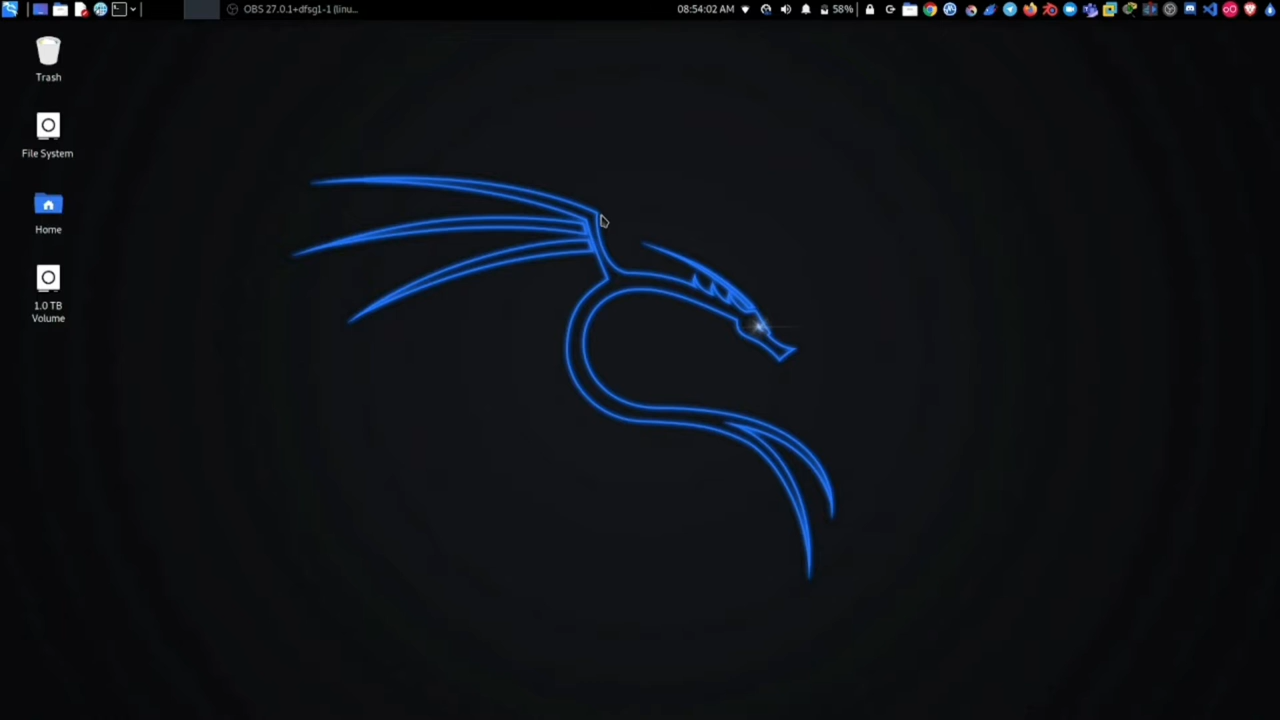 OBS 27.0.1+dfsg1-1 (linu...
08:54:02 AM
58%
Trash
File System
Home
1.0 TB
Volume